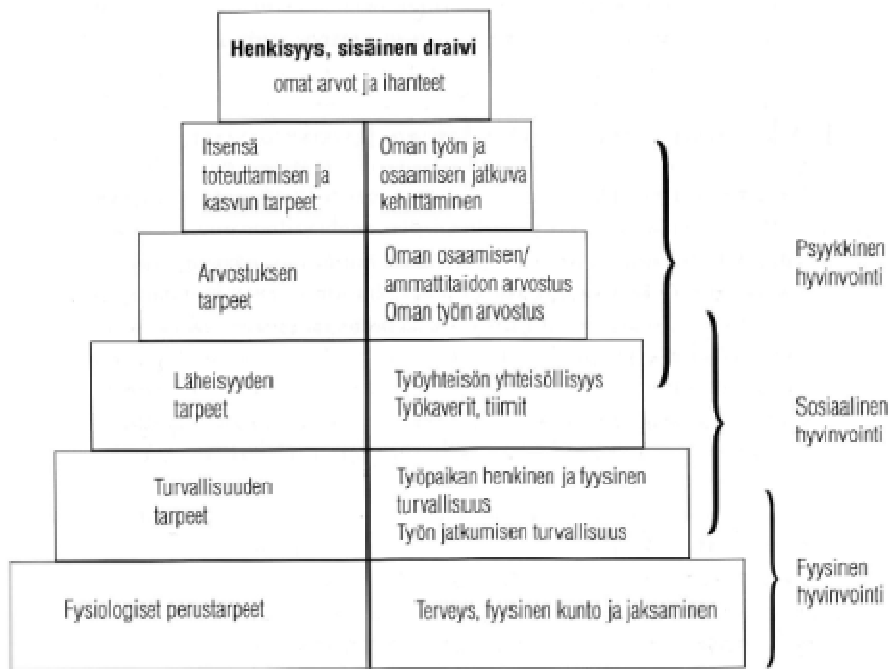 Henkisyys, sisäinen draivi
omat arvot ja ihanteet
Itsensä
toteuttamisen ja
kasvun tarpeet
Oman työn ja
osaamisen jatkuva
kehittäminen
Psyykkinen
hyvinvointi
Arvostuksen
tarpeet
Oman osaamisen/
ammattitaidon arvostus
Oman työn arvostus
Läheisyyden
tarpeet
Työyhteisön yhteisöllisyys
Työkaverit, tiimit
Sosiaalinen
hyvinvointi
Turvallisuuden
tarpeet
Työpaikan henkinen ja fyysinen
turvallisuus
Työn jatkumisen turvallisuus
Fyysinen
hyvinvointi
Fysiologiset perustarpeet
Terveys, fyysinen kunto ja jaksaminen